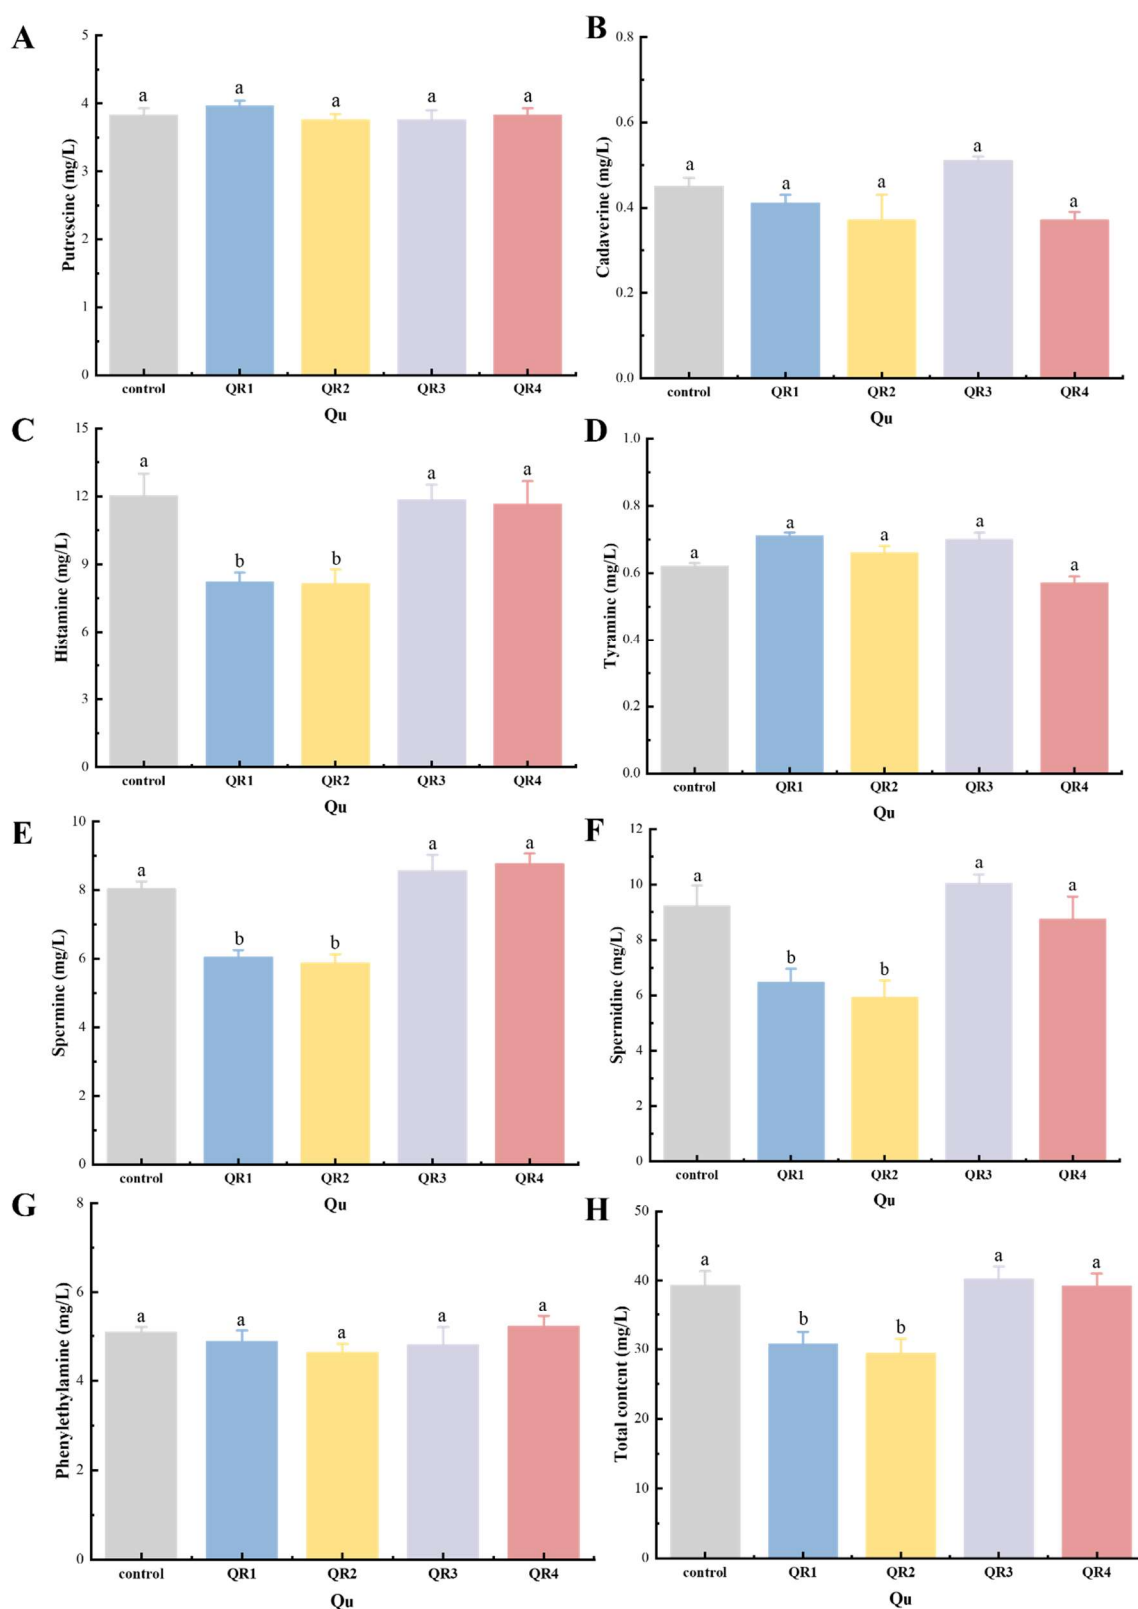 A
Putrescine (mg/L)
5
4
3
2
1
0
a a a a a
control QR1 QR2 QR3 QR4
Qu
B
Cadaverine (mg/L)
0.8
0.6
0.4
0.2
0.0
a a a a a
control QR1 QR2 QR3 QR4
Qu
C
Histamine (mg/L)
15
12
9
6
3
0
a b b a a
control QR1 QR2 QR3 QR4
Qu
D
Tyramine (mg/L)
1.0
0.8
0.6
0.4
0.2
0.0
a a a a a
control QR1 QR2 QR3 QR4
Qu
E
Spermine (mg/L)
10
8
6
4
2
0
a b b a a
control QR1 QR2 QR3 QR4
Qu
F
Spermidine (mg/L)
12
10
8
6
4
2
0
a b b a a
control QR1 QR2 QR3 QR4
Qu
G
Phenylethylamine (mg/L)
8
6
4
2
0
a a a a a
control QR1 QR2 QR3 QR4
Qu
H
Total content (mg/L)
50
40
30
20
10
0
a b b a a
control QR1 QR2 QR3 QR4
Qu